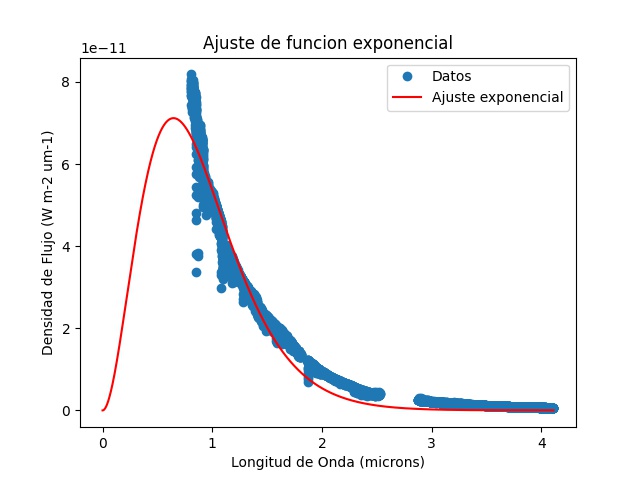 Ajuste de funcion exponencial
1e−11
Datos
Ajuste exponencial
8
6
4
2
0
Densidad de Flujo (W m-2 um-1)
0 1 2 3 4
Longitud de Onda (microns)